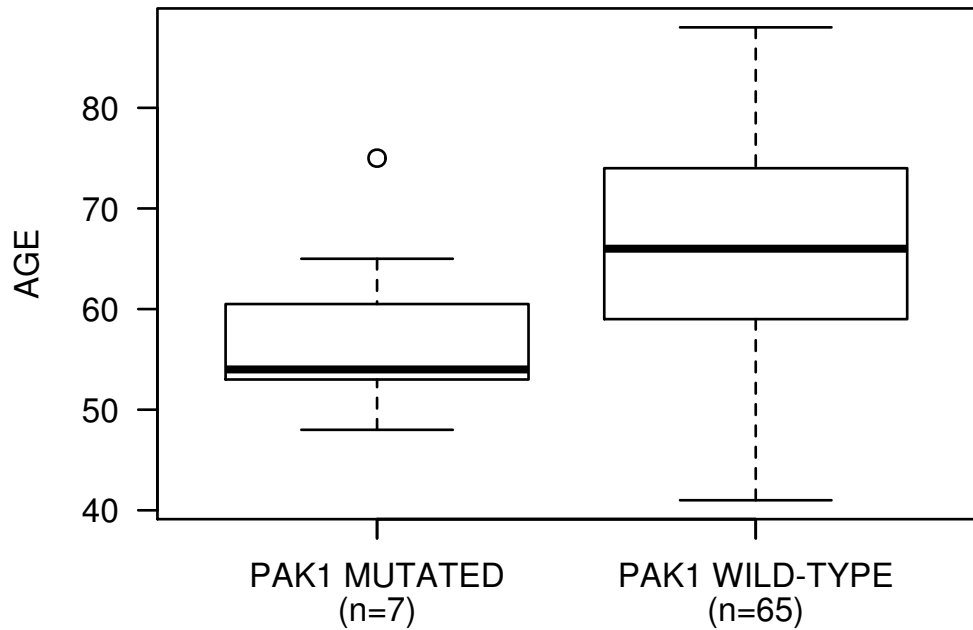 80
70
60
50
40
AGE
PAK1 MUTATED
(n=7)
PAK1 WILD-TYPE
(n=65)